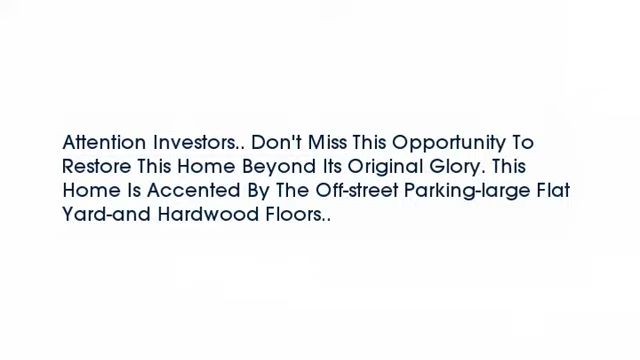 Attention Investors.. Don't Miss This Opportunity To
Restore This Home Beyond Its Original Glory. This
Home Is Accented By The Off-street Parking-large Flat
Yard-and Hardwood Floors..